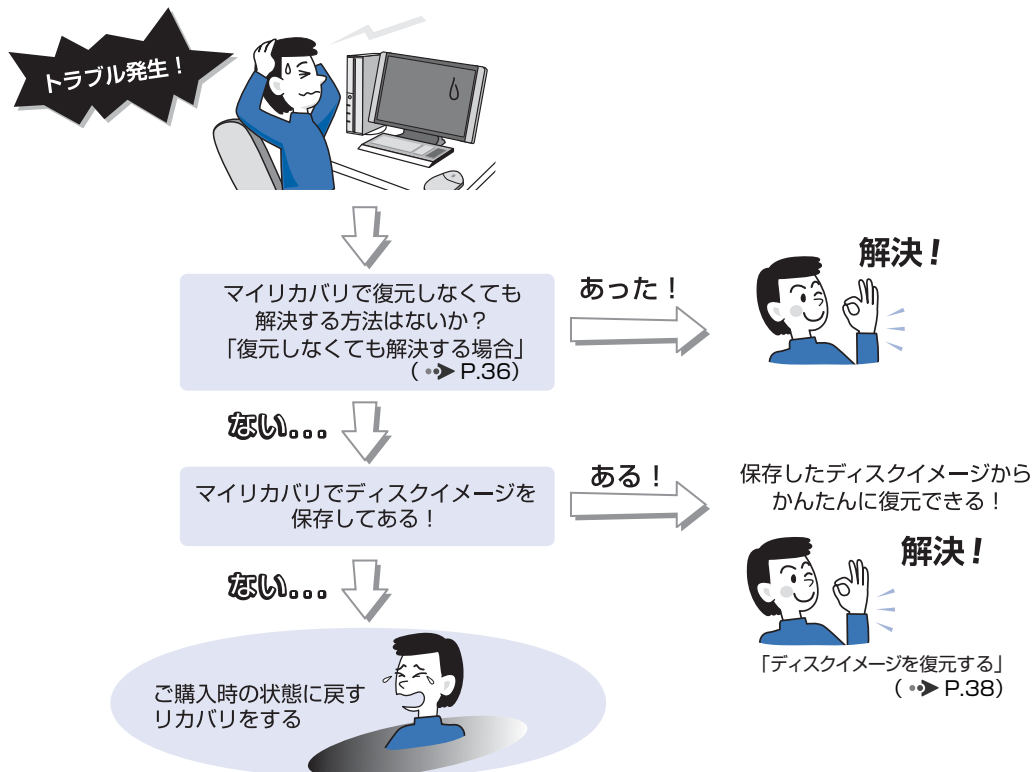 トラブル発生！
マイリカバリで復元しなくても
解決する方法はないか？
「復元しなくても解決する場合」
（ P.36）
あった！
解決！
ない...
マイリカバリでディスクイメージを
保存してある！
ある！
保存したディスクイメージから
かんたんに復元できる！
解決！
「ディスクイメージを復元する」
（ P.38）
ない...
ご購入時の状態に戻す
リカバリをする